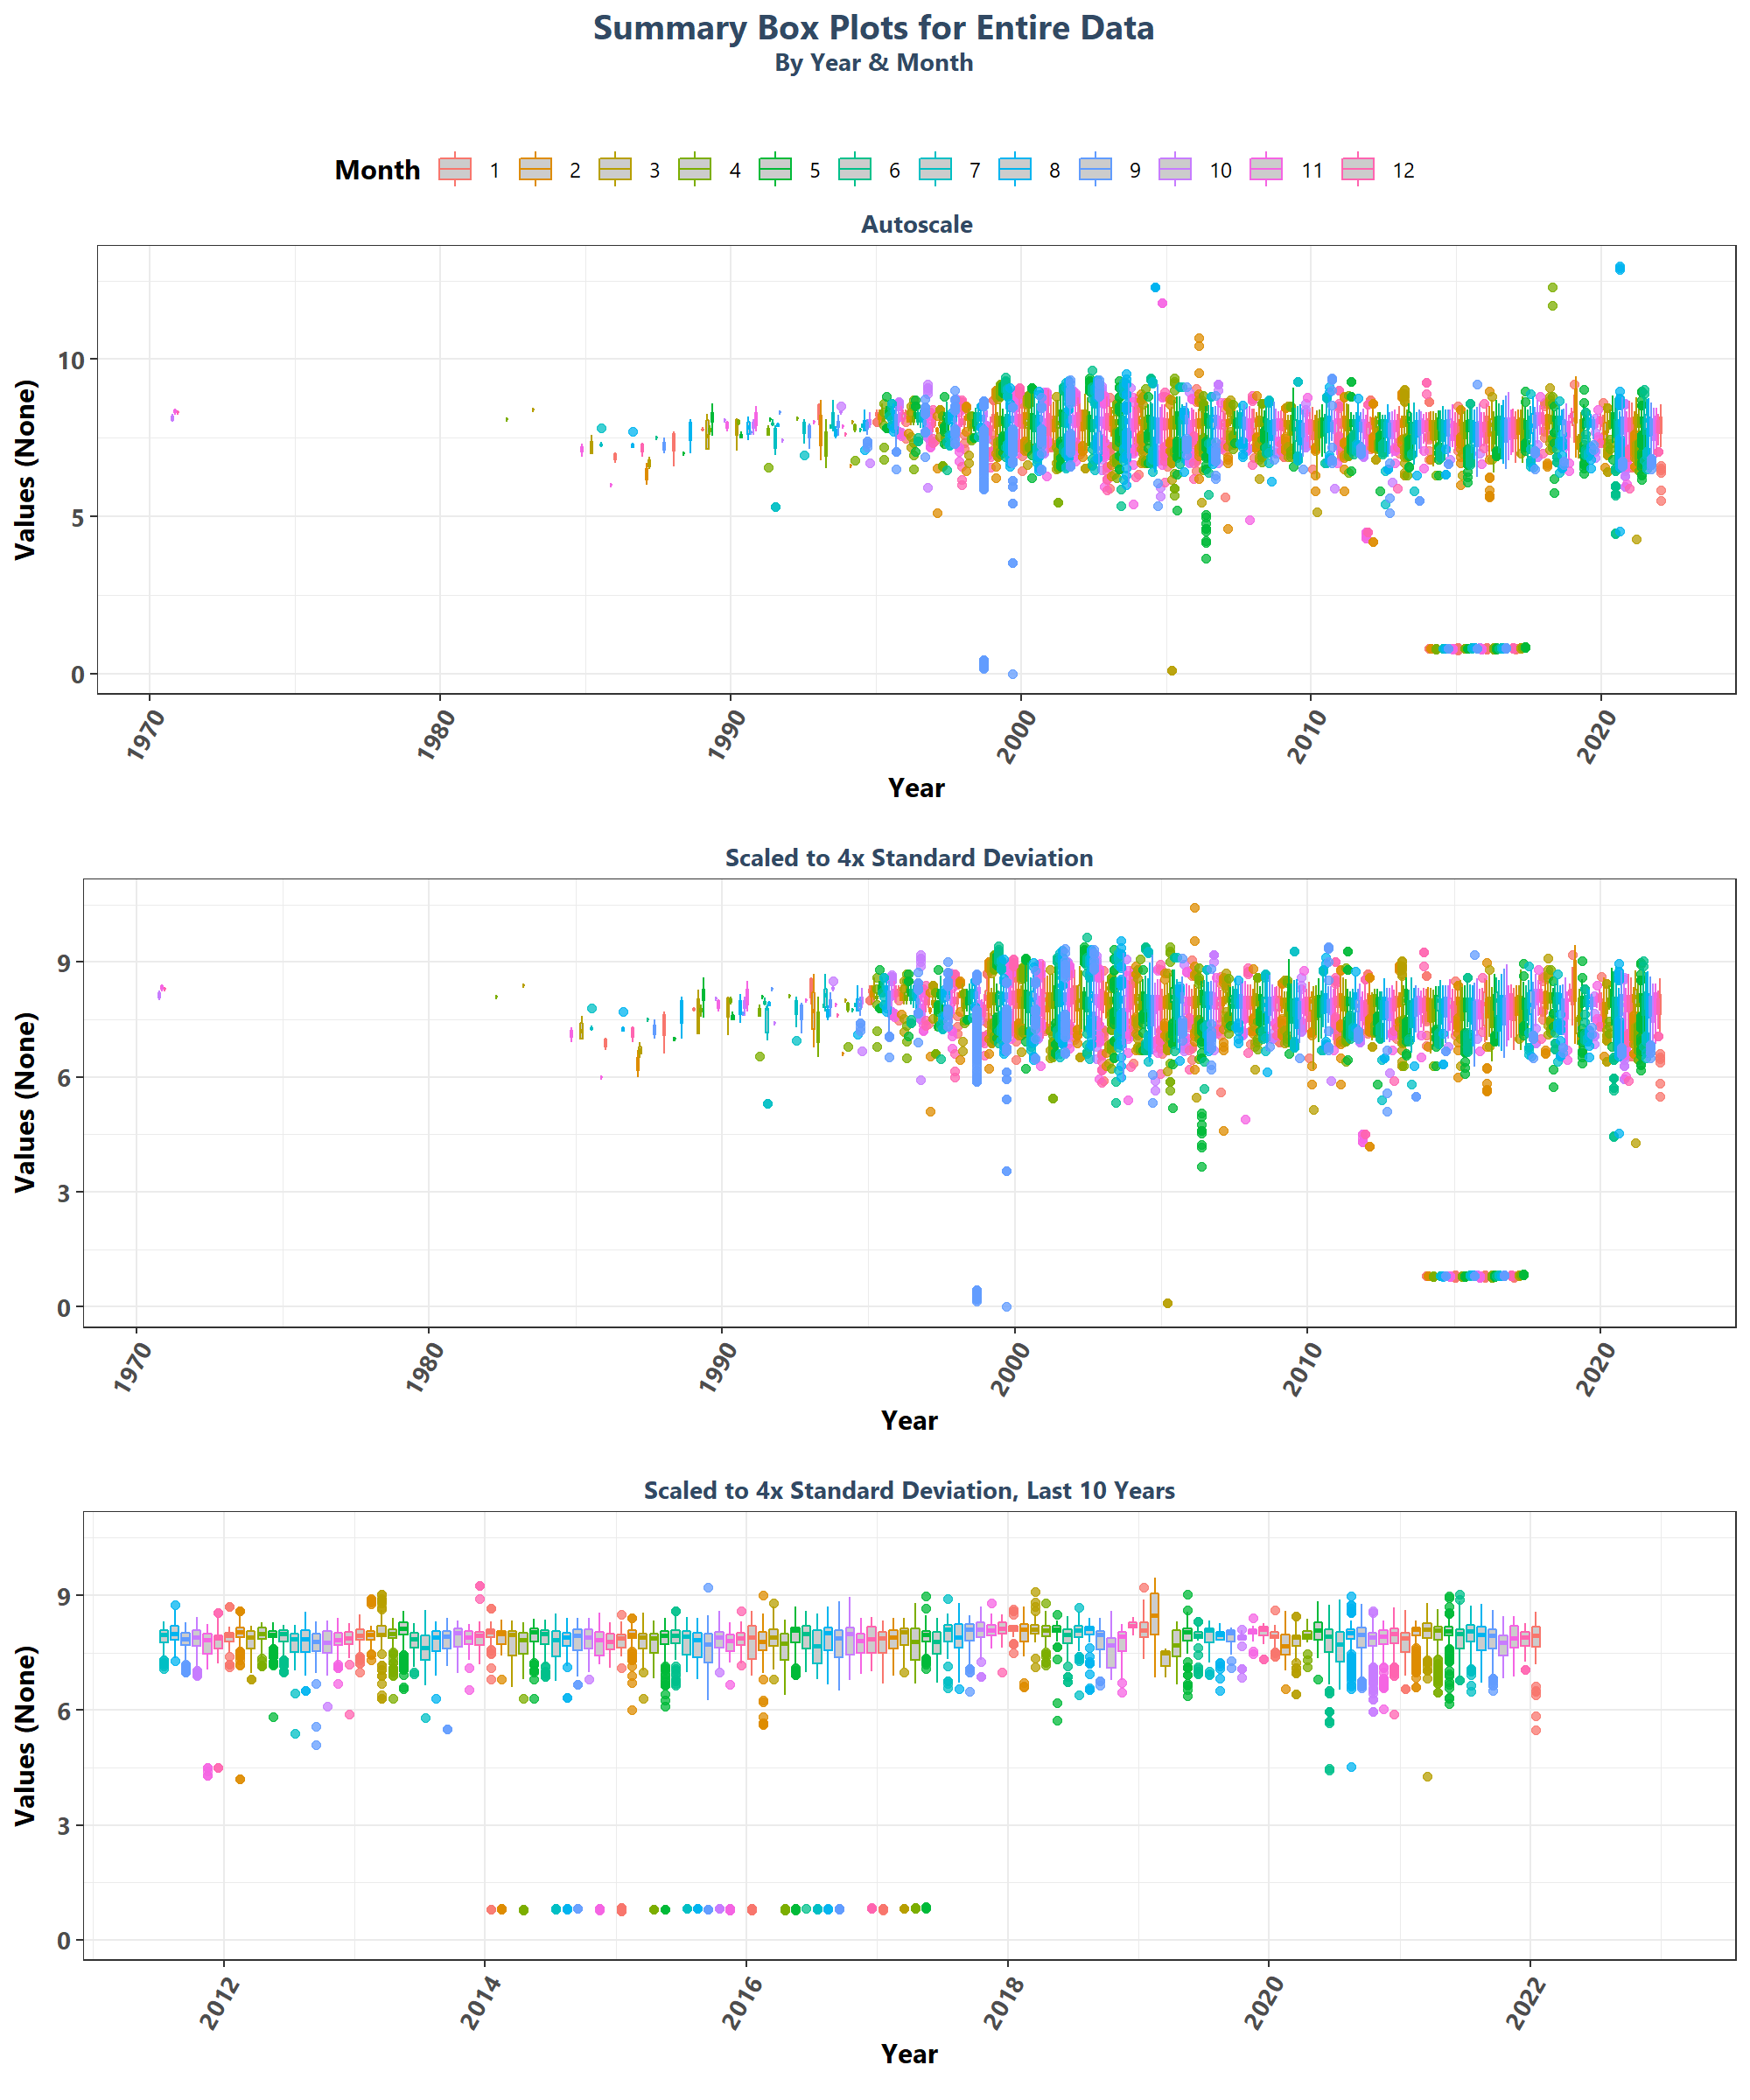 Summary Box Plots for Entire Data
By Year & Month
Month 1 2 3 4 5 6 7 8 9 10 11 12
Autoscale
Values (None)
10
5
0
1970 1980 1990 2000 2010 2020
Year
Scaled to 4x Standard Deviation
Values (None)
9
6
3
0
1970 1980 1990 2000 2010 2020
Year
Scaled to 4x Standard Deviation, Last 10 Years
Values (None)
9
6
3
0
2012 2014 2016 2018 2020 2022
Year